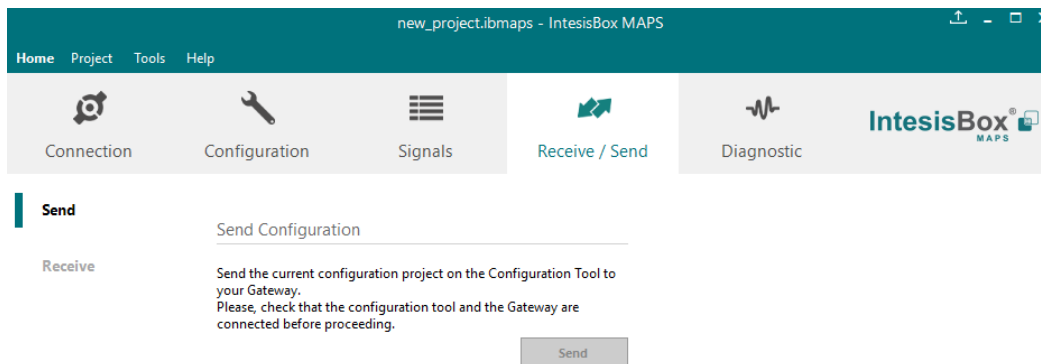 new_project.ibmaps - IntesisBox MAPS
Home Project Tools Help
Connection Configuration Signals Receive / Send Diagnostic
IntesisBox®
MAPS
Send
Send Configuration
Receive
Send the current configuration project on the Configuration Tool to
your Gateway.
Please, check that the configuration tool and the Gateway are
connected before proceeding.
Send